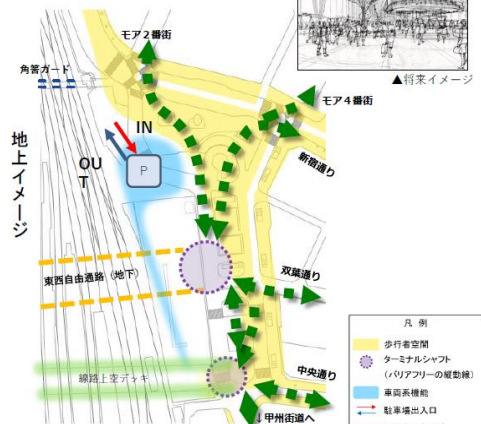 モア2番街
▲将来イメージ
角筈ガード
モア4番街
IN
新宿通り
地上イメージ
OU
T
P
東西自由通路（地下）
双葉通り
線路上空デッキ
中央通り
↓甲州街道へ
凡 例
歩行者空間
ターミナルシャフト
（バリアフリーの縦動線）
車両系機能
駐車場出入口